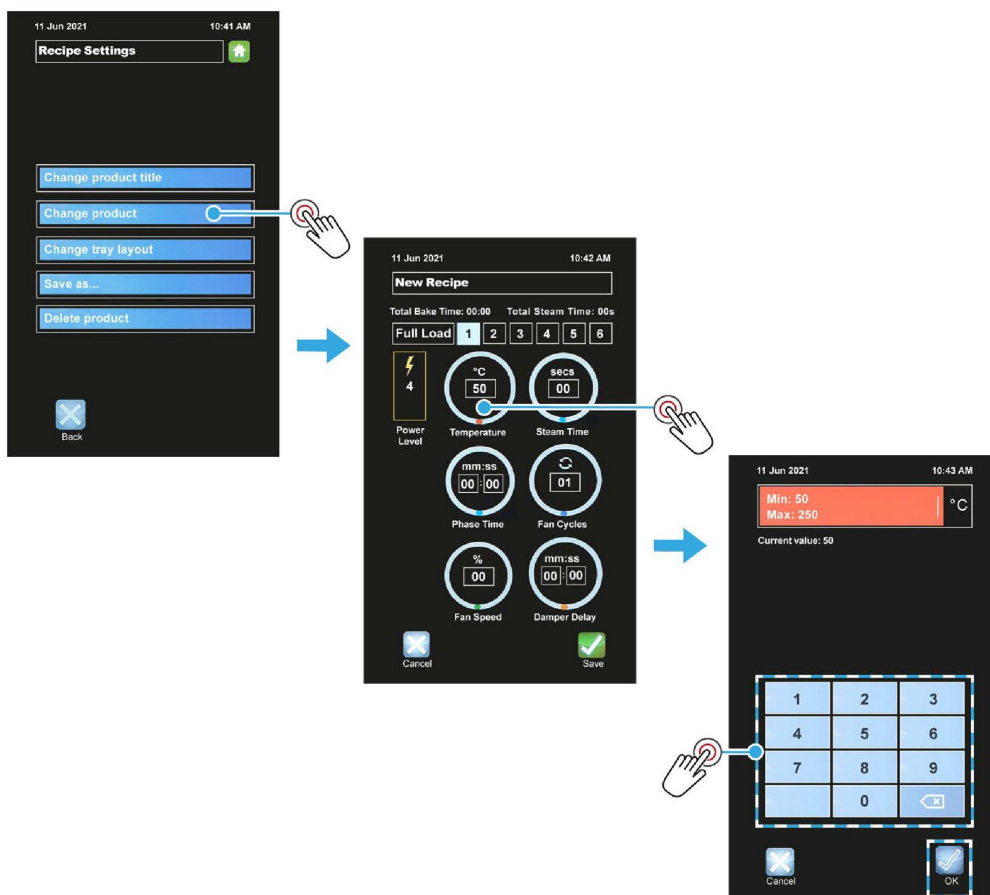 11 Jun 2021 10:41 AM
Recipe Settings
Change product title
Change product
Change tray layout
Save as...
Delete product
Back
11 Jun 2021 10:42 AM
New Recipe
Total Bake Time: 00:00 Total Steam Time: 00s
Full Load 1 2 3 4 5 6
4
Power
Level
°C
50
Temperature
secs
00
Steam Time
mm:ss
00:00
Phase Time
01
Fan Cycles
%
00
Fan Speed
mm:ss
00:00
Damper Delay
Cancel
Save
11 Jun 2021 10:43 AM
Min: 50
Max: 250
°C
Current value: 50
1 2 3
4 5 6
7 8 9
0
Cancel
OK